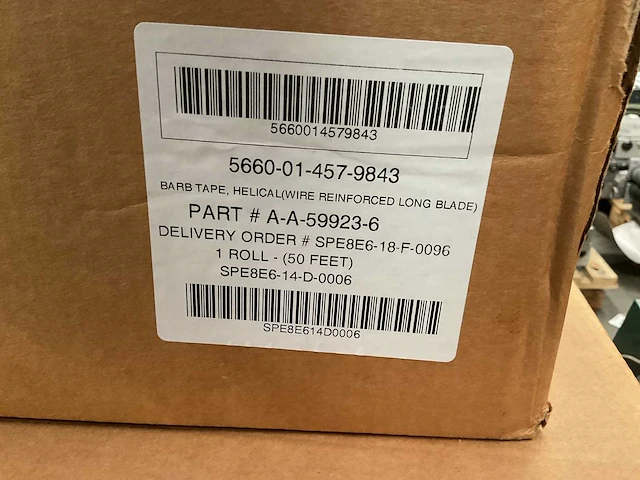 5660014579843
5660-01-457-9843
BARB TAPE, HELICAL(WIRE REINFORCED LONG BLADE)
PART # A-A-59923-6
DELIVERY ORDER # SPE8E6-18-F-0096
1 ROLL - (50 FEET)
SPE8E6-14-D-0006
SPE8E614D0006